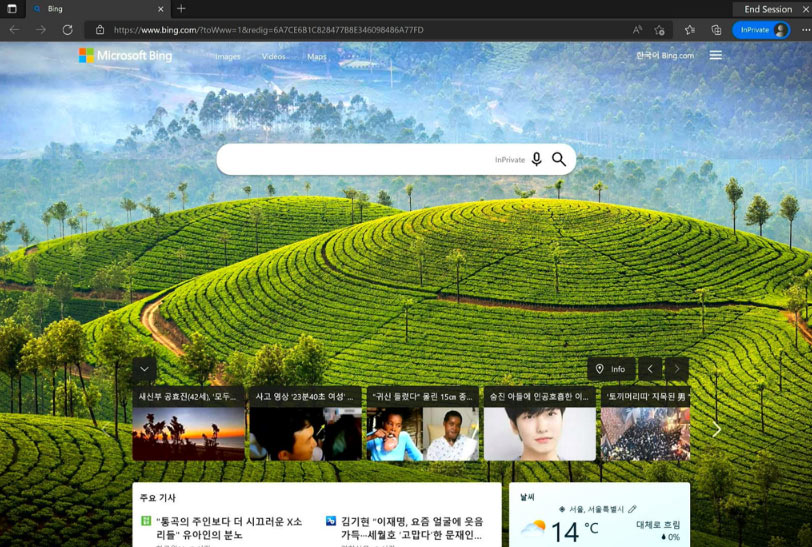 Bing
End Session
https://www.bing.com/?toWww=1&redig=6A7CE6B1C828477B8E346098486A77FD
InPrivate
Microsoft Bing
Images
Videos
Maps
한국어 Bing.com
InPrivate
Info
새신부 공효진(42세), '모두...
사고 영상 '23분40초 여성' ...
"귀신 들렸다" 몰린 15cm 종...
숨진 아들에 인공호흡한 이...
'토끼머리띠' 지목된 男 "
주요 기사
"통곡의 주인보다 더 시끄러운 X소
리들" 유아인의 분노
김기현 "이재명, 요즘 얼굴에 웃음
가득…세월호 '고맙다'한 문재인...
날씨
서울, 서울특별시
14 °C
대체로 흐림
0%